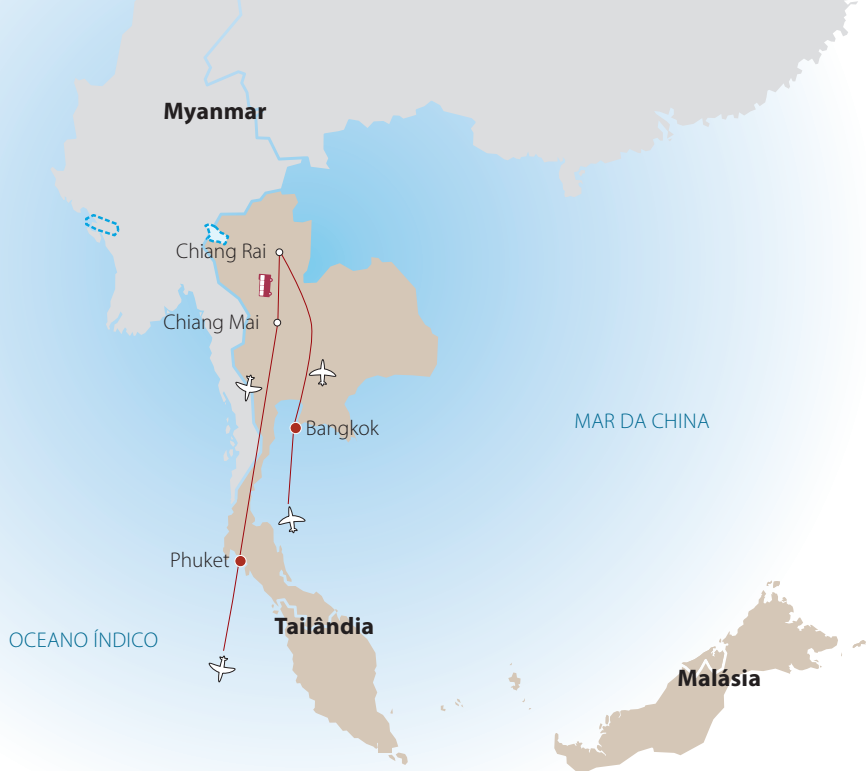 Myanmar
Chiang Rai
Chiang Mai
MAR DA CHINA
Bangkok
Phuket
Tailândia
OCEANO ÍNDICO
Malásia